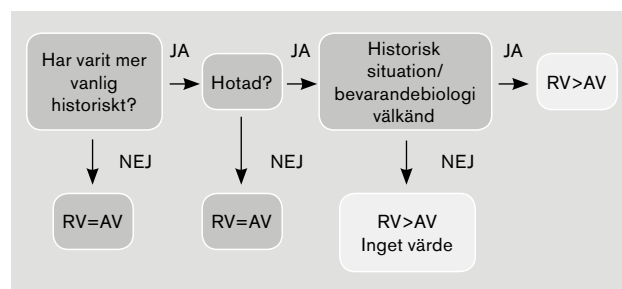 Har varit mer
vanlig
historiskt?
JA
Hotad?
JA
Historisk
situation/
bevarandebiologi
välkänd
JA
RV>AV
NEJ
NEJ
NEJ
RV=AV
RV=AV
RV>AV
Inget värde